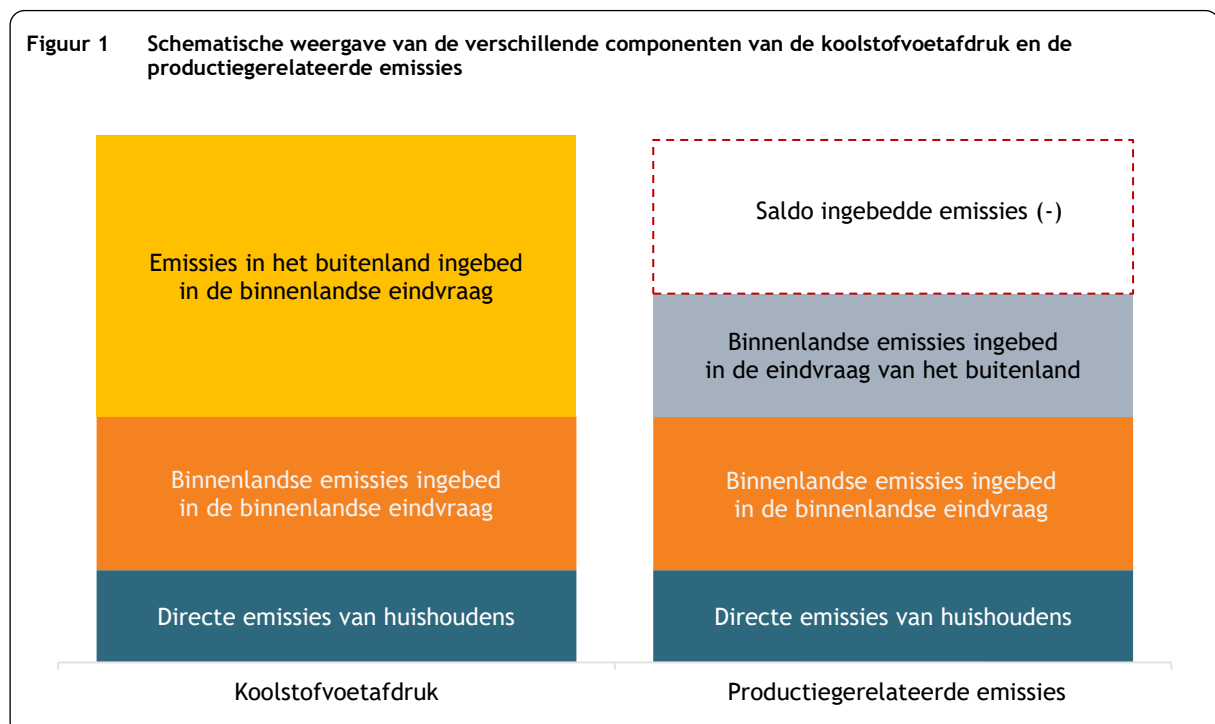 Figuur 1 Schematische weergave van de verschillende componenten van de koolstofvoetafdruk en de
productiegerelateerde emissies
Emissies in het buitenland ingebed
in de binnenlandse eindvraag
Binnenlandse emissies ingebed
in de binnenlandse eindvraag
Directe emissies van huishoudens
Saldo ingebedde emissies (-)
Binnenlandse emissies ingebed
in de eindvraag van het buitenland
Binnenlandse emissies ingebed
in de binnenlandse eindvraag
Directe emissies van huishoudens
Koolstofvoetafdruk
Productiegerelateerde emissies